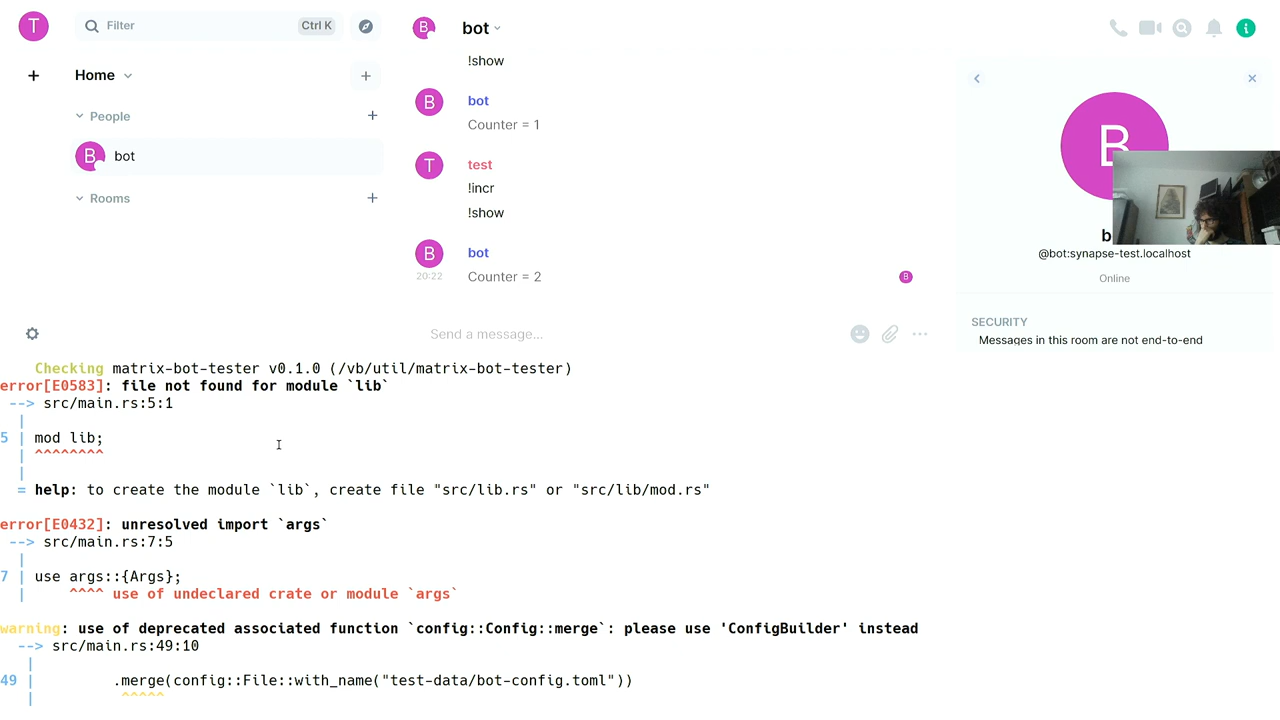 T
Filter
Ctrl K
B
bot
+
Home
+
People
+
B
bot
Rooms
+
!show
B
bot
Counter = 1
T
test
!incr
!show
B
bot
20:22
Counter = 2
B
Send a message...
B
b
@bot:synapse-test.localhost
Online
SECURITY
Messages in this room are not end-to-end
Checking matrix-bot-tester v0.1.0 (/vb/util/matrix-bot-tester)
error[E0583]: file not found for module `lib`
--> src/main.rs:5:1
|
5 | mod lib;
| ^^^^^^^^
|
= help: to create the module `lib`, create file "src/lib.rs" or "src/lib/mod.rs"
error[E0432]: unresolved import `args`
--> src/main.rs:7:5
|
7 | use args::{Args};
| ^^^^ use of undeclared crate or module `args`
warning: use of deprecated associated function `config::Config::merge`: please use 'ConfigBuilder' instead
--> src/main.rs:49:10
|
49 | .merge(config::File::with_name("test-data/bot-config.toml"))
| ^^^^^